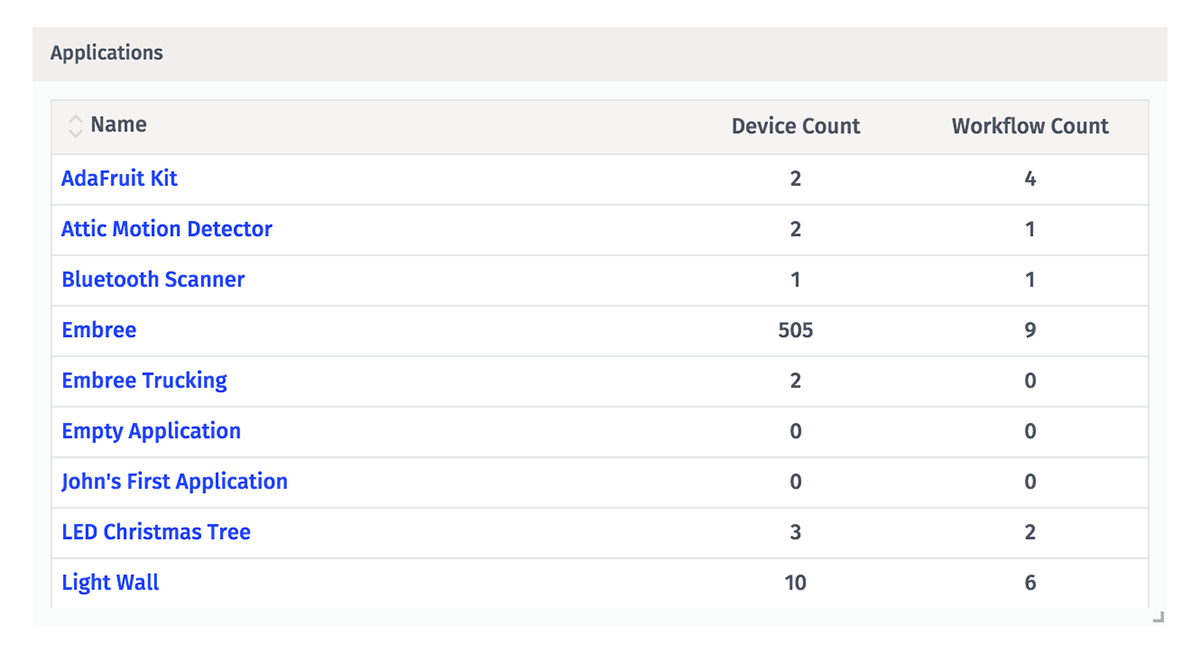 Applications
Name Device Count Workflow Count
AdaFruit Kit 2 4
Attic Motion Detector 2 1
Bluetooth Scanner 1 1
Embree 505 9
Embree Trucking 2 0
Empty Application 0 0
John's First Application 0 0
LED Christmas Tree 3 2
Light Wall 10 6